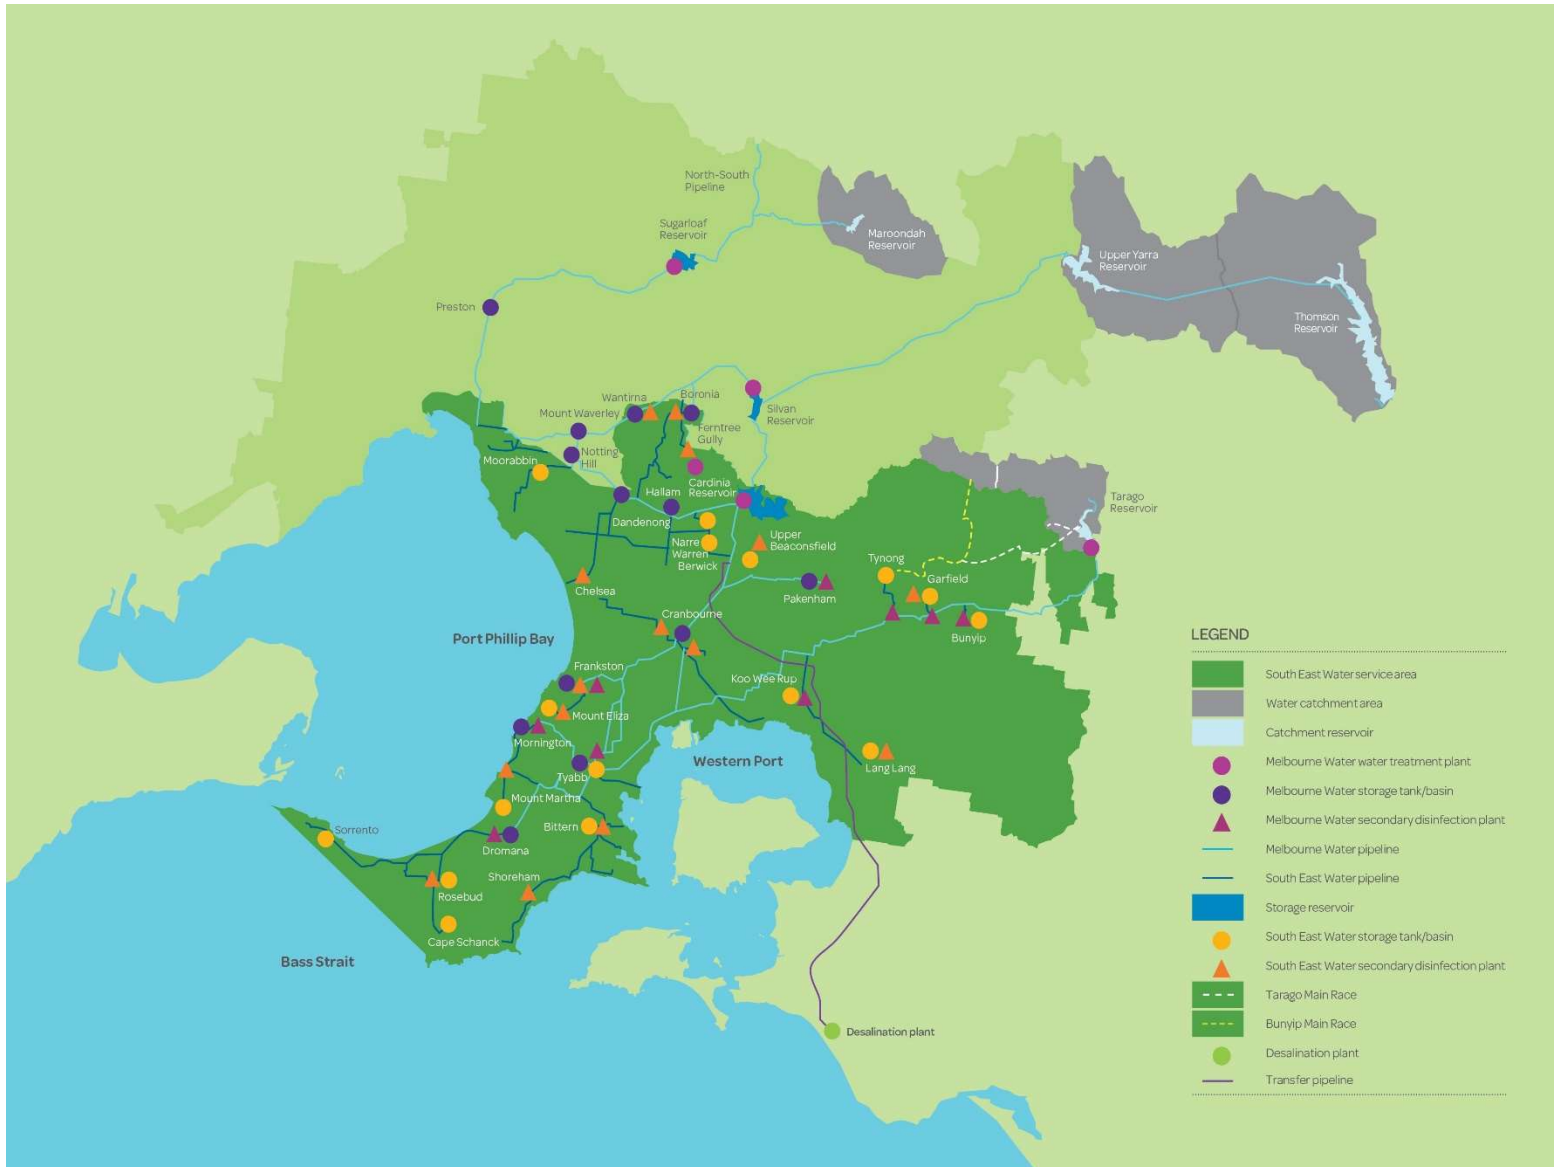 North-South
Pipeline
Sugarloaf
Reservoir
Maroondah
Reservoir
Upper Yarra
Reservoir
Thomson
Reservoir
Preston
Wantirna
Boronia
Mount Waverley
Silvan
Reservoir
Ferntree
Gully
Notting
Hill
Moorabbin
Cardinia
Reservoir
Hallam
Dandenong
Tarago
Reservoir
Narre
Warren
Upper
Beaconsfield
Berwick
Tynong
Garfield
Chelsea
Pakenham
Cranbourne
Bunyip
Port Phillip Bay
Frankston
Koo Wee Rup
Mount Eliza
Mornington
Western Port
Lang Lang
Tyabb
Mount Martha
Bittern
Sorrento
Dromana
Shoreham
Rosebud
Cape Schanck
Bass Strait
Desalination plant
LEGEND
South East Water service area
Water catchment area
Catchment reservoir
Melbourne Water water treatment plant
Melbourne Water storage tank/basin
Melbourne Water secondary disinfection plant
Melbourne Water pipeline
South East Water pipeline
Storage reservoir
South East Water storage tank/basin
South East Water secondary disinfection plant
Tarago Main Race
Bunyip Main Race
Desalination plant
Transfer pipeline